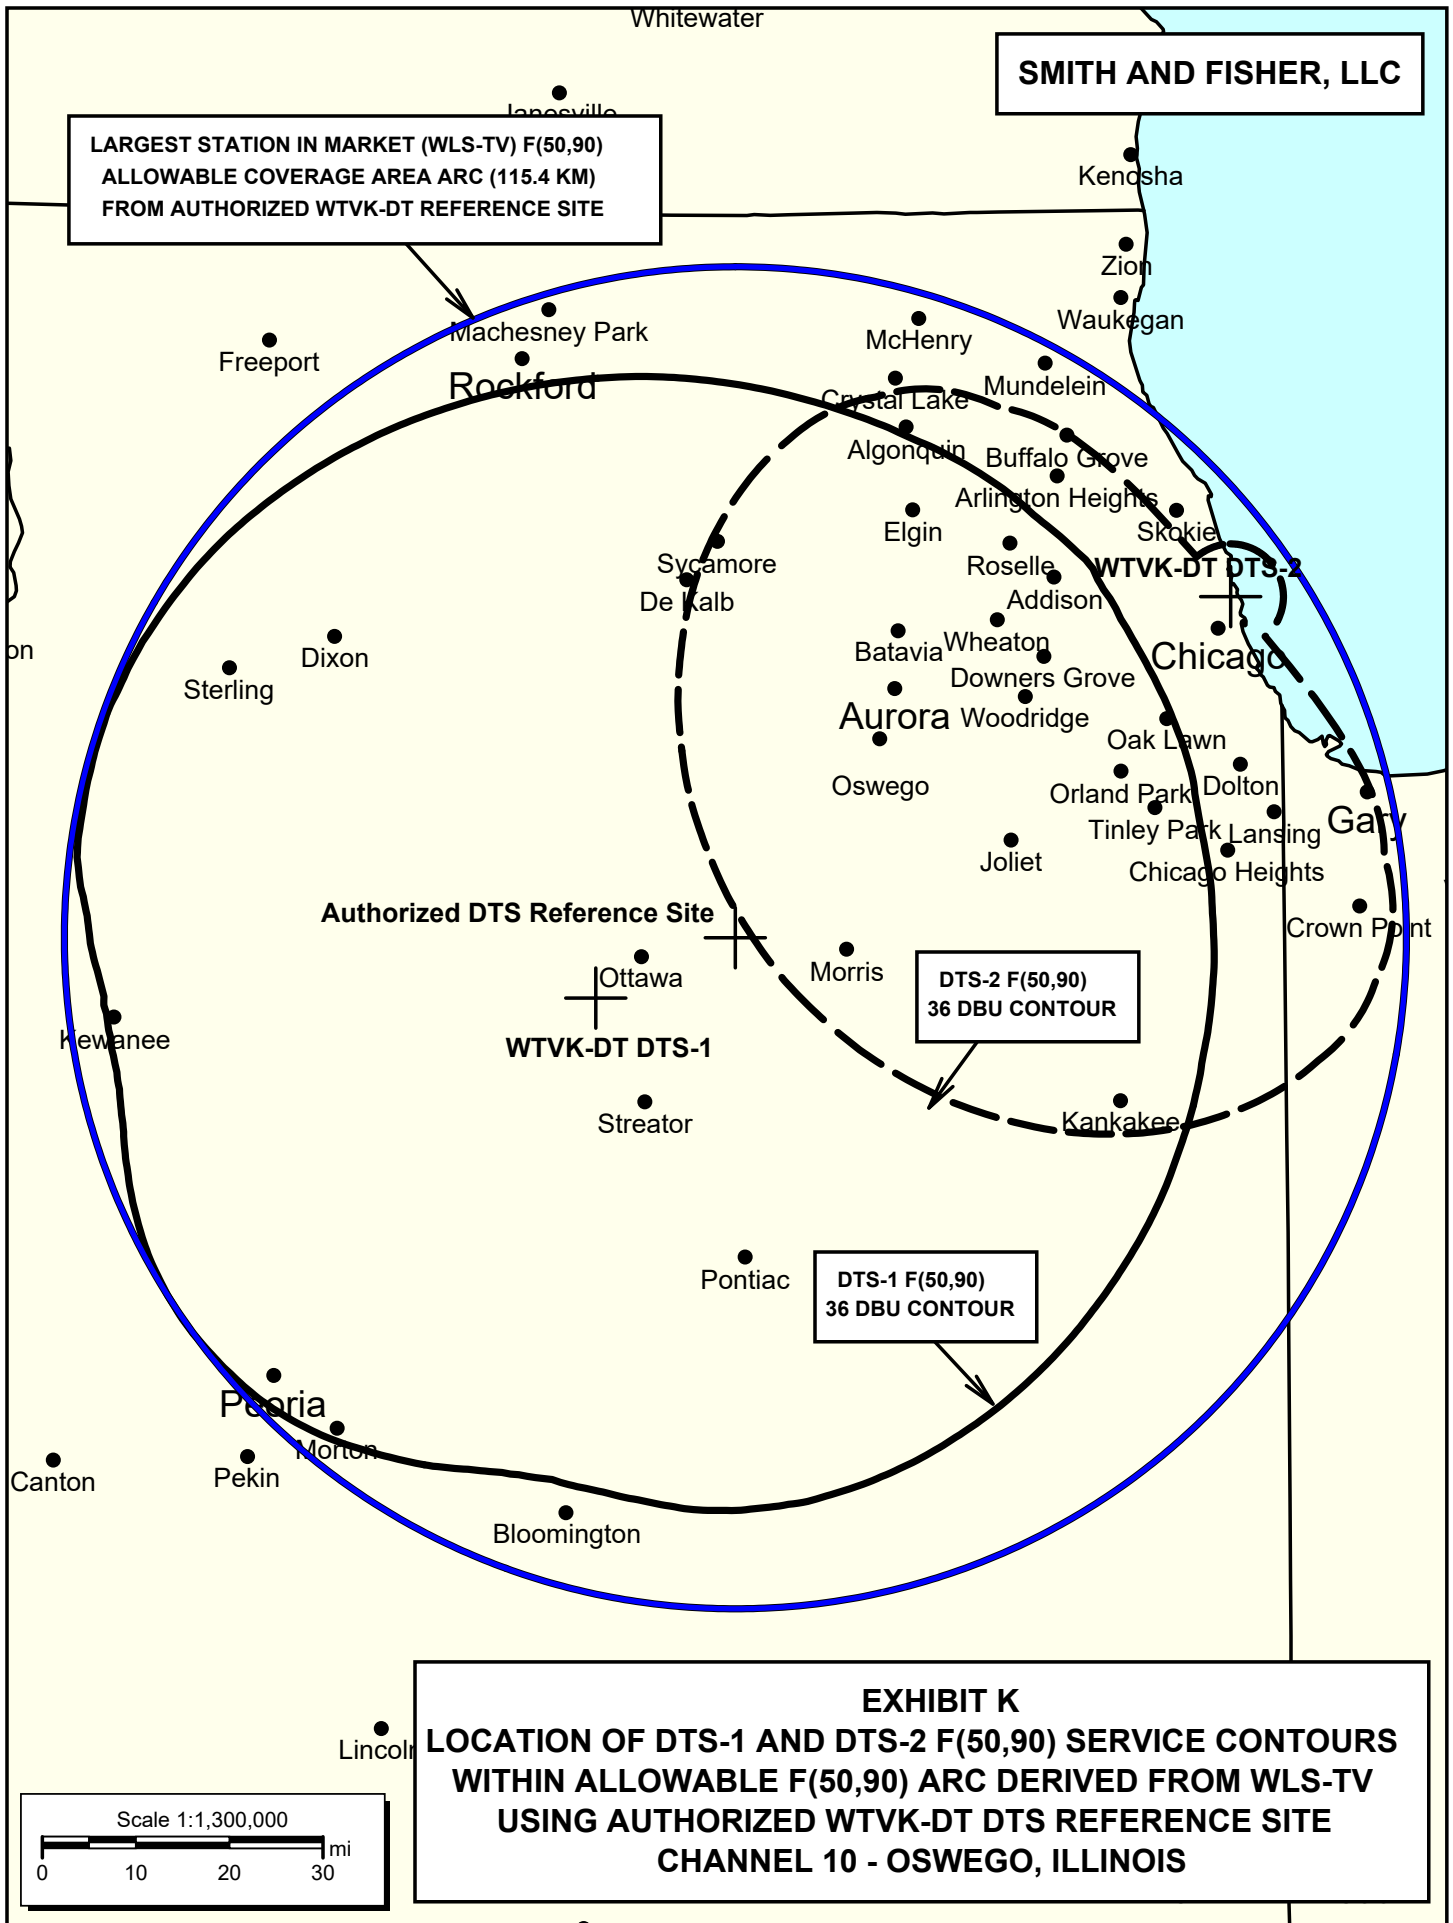 Whitewater
SMITH AND FISHER, LLC
Janesville
LARGEST STATION IN MARKET (WLS-TV) F(50,90)
ALLOWABLE COVERAGE AREA ARC (115.4 KM)
FROM AUTHORIZED WTVK-DT REFERENCE SITE
Kenosha
Zion
Waukegan
Machesney Park
McHenry
Freeport
Rockford
Mundelein
Crystal Lake
Algonquin
Buffalo Grove
Arlington Heights
Elgin
Skokie
Sycamore
Roselle
WTVK-DT DTS-2
De Kalb
Addison
on
Dixon
Batavia
Wheaton
Chicago
Sterling
Downers Grove
Aurora
Woodridge
Oak Lawn
Oswego
Orland Park
Dolton
Tinley Park
Lansing
Gary
Joliet
Chicago Heights
Authorized DTS Reference Site
Crown Point
Ottawa
Morris
DTS-2 F(50,90)
36 DBU CONTOUR
Kewanee
WTVK-DT DTS-1
Streator
Kankakee
Pontiac
DTS-1 F(50,90)
36 DBU CONTOUR
Peoria
Morton
Canton
Pekin
Bloomington
EXHIBIT K
LOCATION OF DTS-1 AND DTS-2 F(50,90) SERVICE CONTOURS
WITHIN ALLOWABLE F(50,90) ARC DERIVED FROM WLS-TV
USING AUTHORIZED WTVK-DT DTS REFERENCE SITE
CHANNEL 10 - OSWEGO, ILLINOIS
Lincoln
Scale 1:1,300,000
mi
0 10 20 30